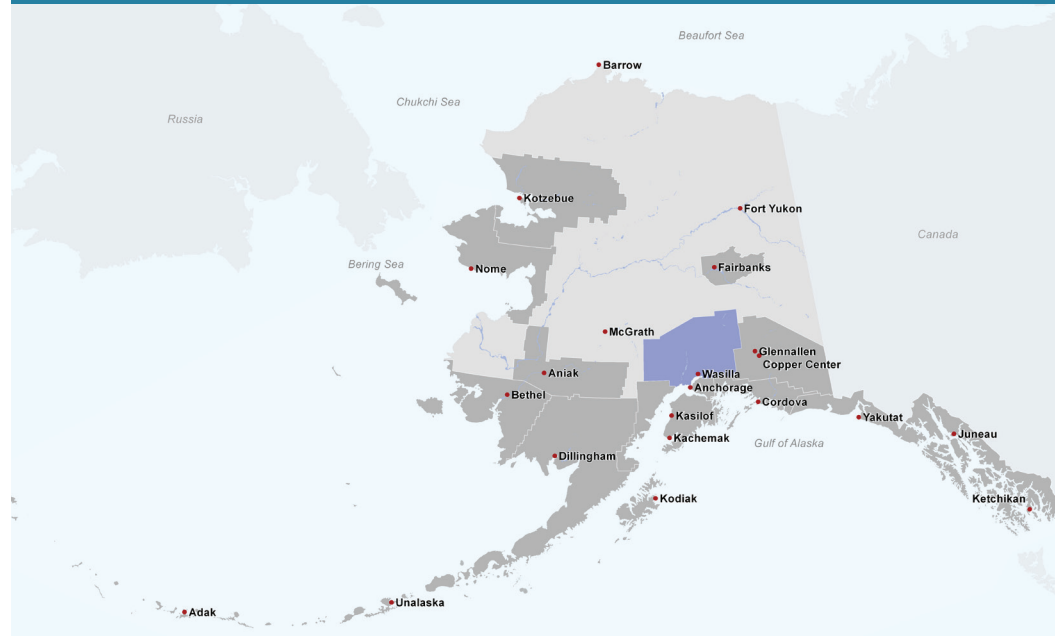 Beaufort Sea
Barrow
Chukchi Sea
Russia
Kotzebue
Fort Yukon
Canada
Bering Sea
Nome
Fairbanks
McGrath
Glennallen
Copper Center
Aniak
Wasilla
Anchorage
Bethel
Cordova
Kasilof
Yakutat
Juneau
Kachemak
Gulf of Alaska
Dillingham
Kodiak
Ketchikan
Unalaska
Adak